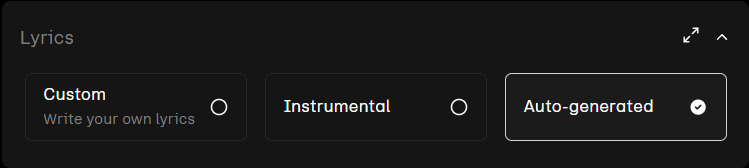 Lyrics
Custom
Write your own lyrics
Instrumental
Auto-generated